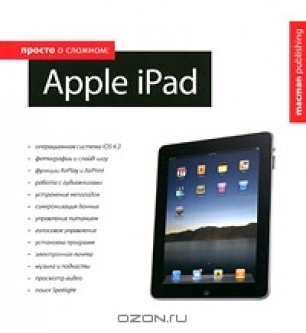 просто о сложном:
Apple iPad
macman publishing
– операционная система iOS 4.2
– фотографии и слайд шоу
– функции AirPlay и AirPrint
– работа с аудиокнигами
– устранение неполадок
– синхронизация данных
– управление питанием
– голосовое управление
– установка программ
– электронная почта
– музыка и подкасты
– просмотр видео
– поиск Spotlight
OZON.ru